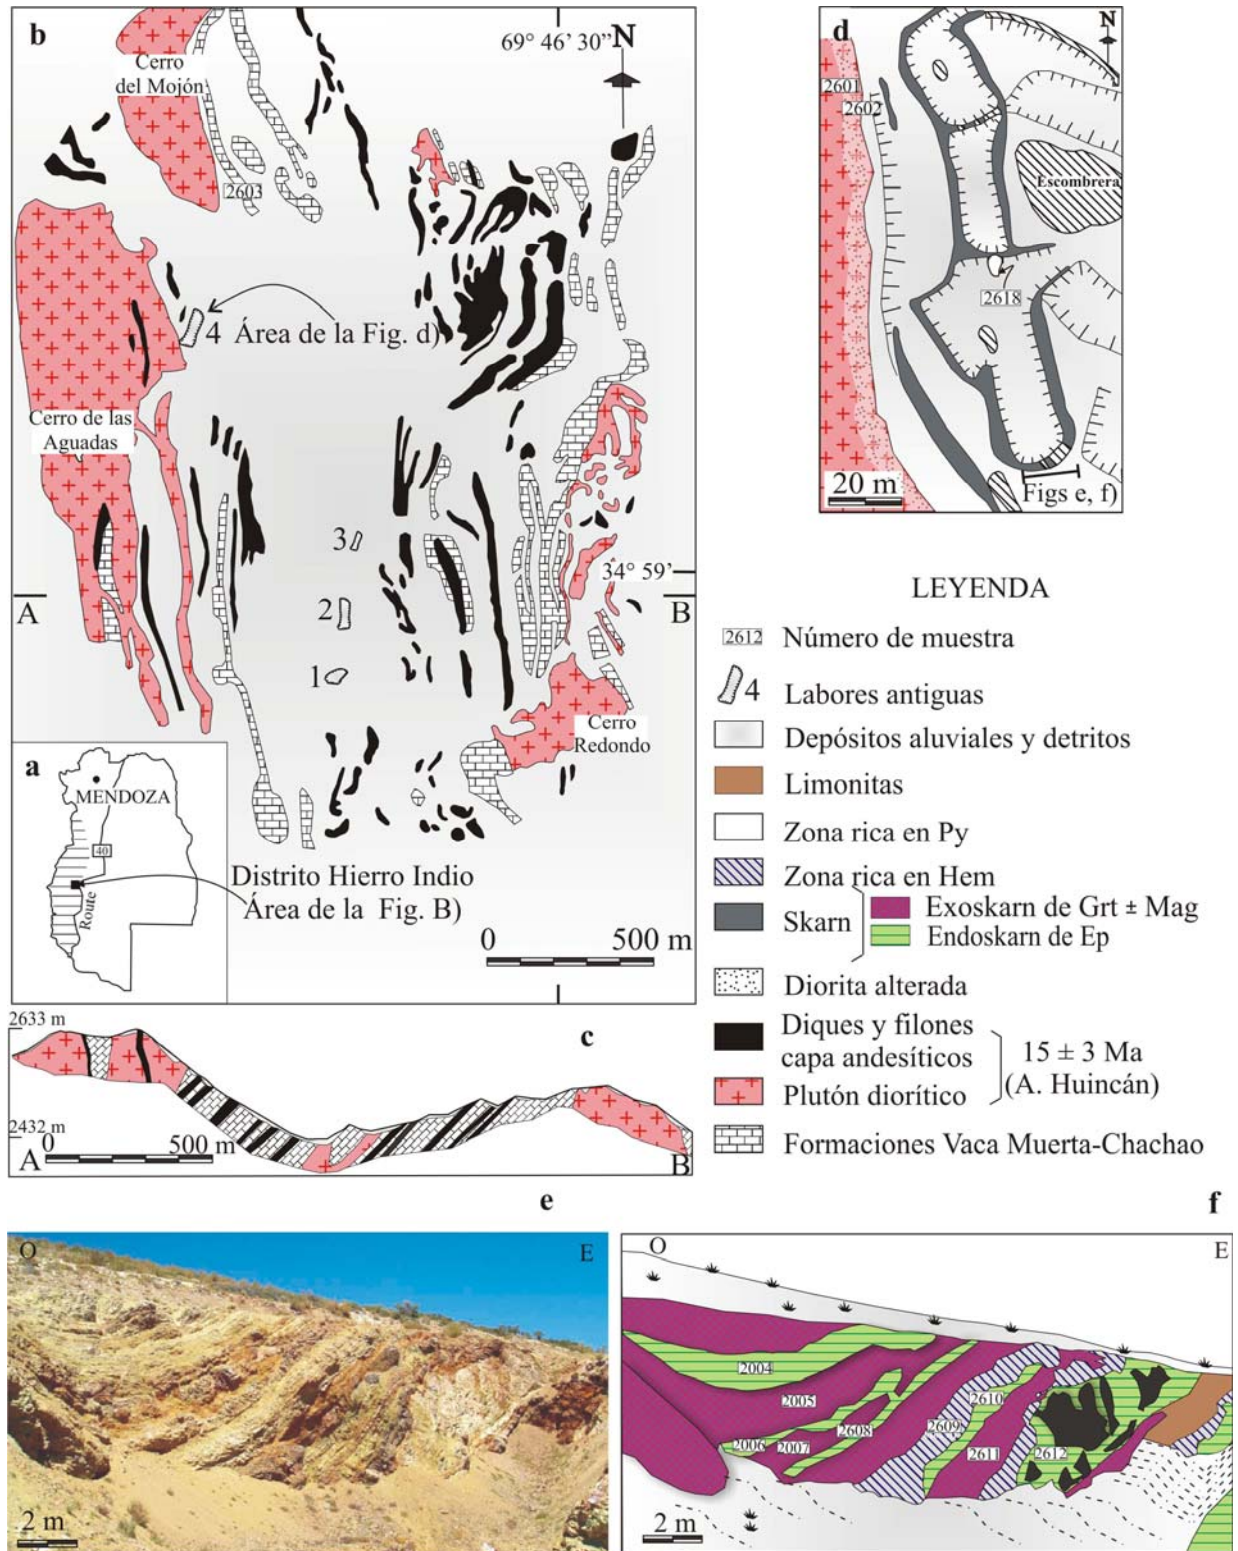 b
69° 46' 30"
N
Cerro
del Mojón
2603
4 Área de la Fig. d)
Cerro de las
Aguadas
3
34° 59'
A
2
B
1
Cerro
Redondo
a
MENDOZA
40
Route
Distrito Hierro Indio
Área de la Fig. B)
0 500 m
2633 m
c
2432 m
0 500 m
A
B
d
N
2601
2602
Escombrera
2618
20 m
Figs e, f)
LEYENDA
2612 Número de muestra
4 Labores antiguas
Depósitos aluviales y detritos
Limonitas
Zona rica en Py
Zona rica en Hem
Skarn
Exoskarn de Grt ± Mag
Endoskarn de Ep
Diorita alterada
Diques y filones
capa andesíticos
15 ± 3 Ma
(A. Huincán)
Plutón diorítico
Formaciones Vaca Muerta-Chachao
e
O
E
2 m
f
O
E
2004
2005
2006
2007
2608
2609
2610
2611
2612
2 m